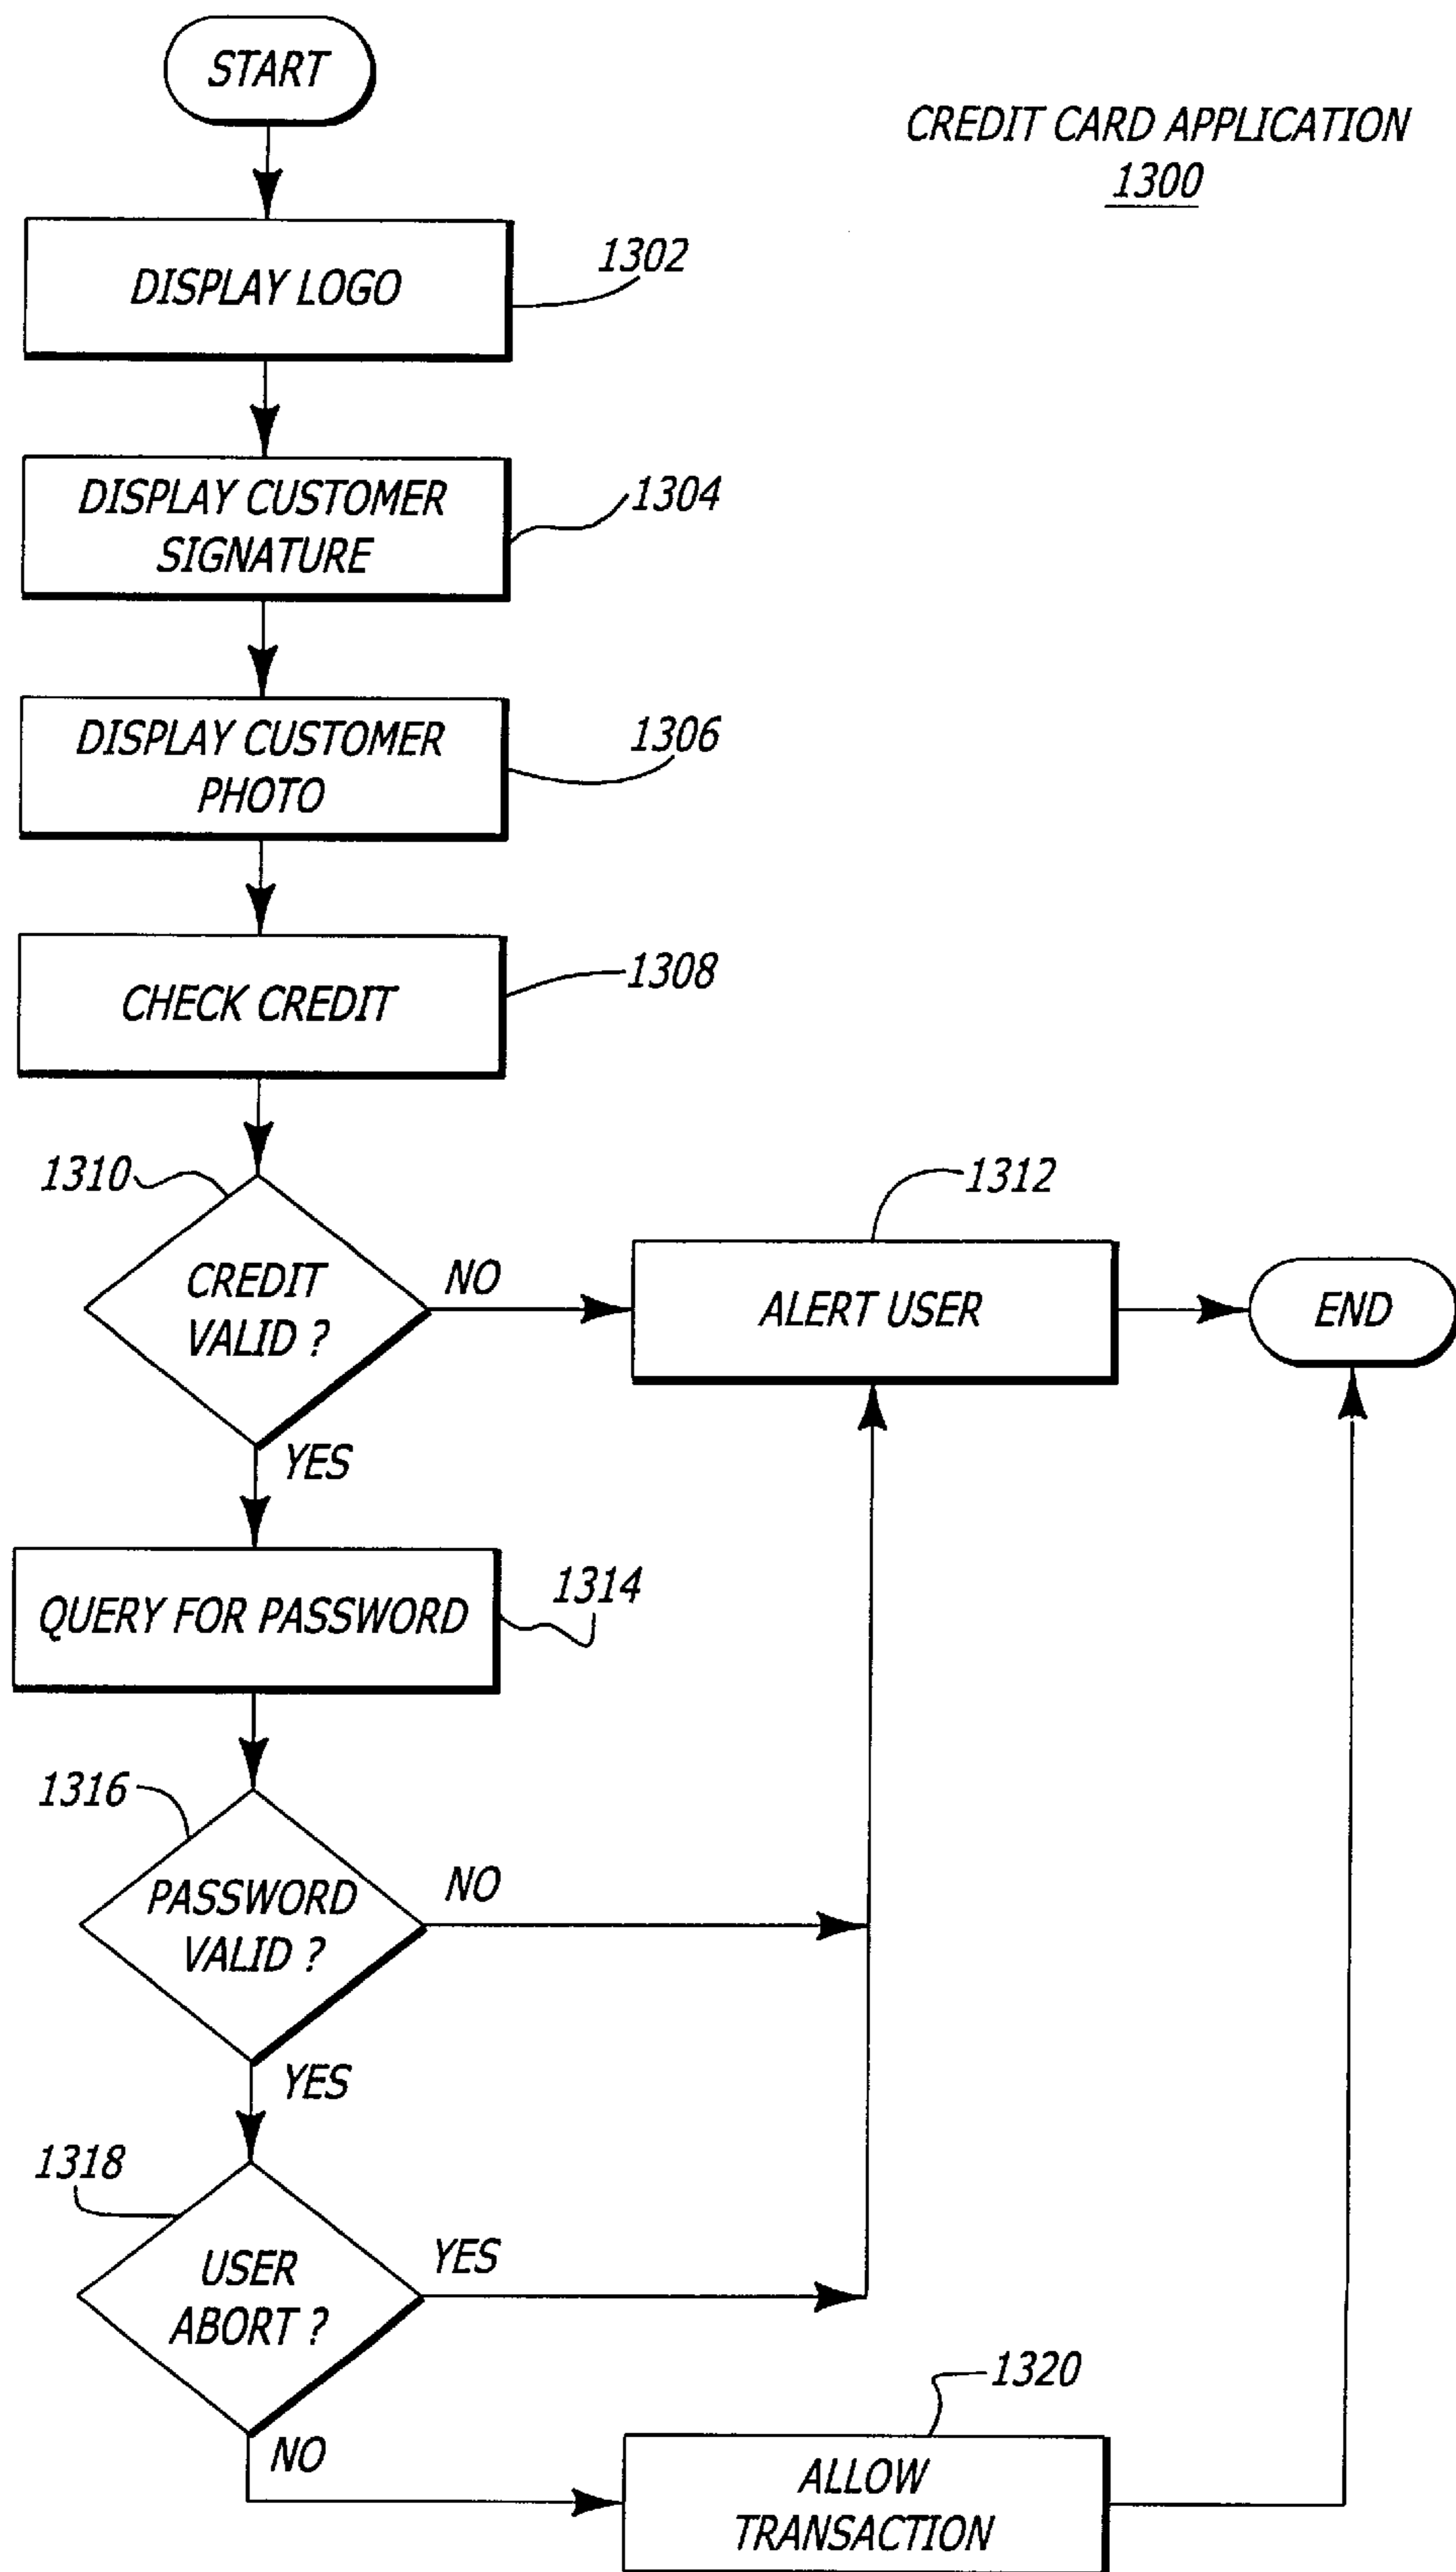 START
CREDIT CARD APPLICATION
1300
DISPLAY LOGO
1302
DISPLAY CUSTOMER
SIGNATURE
1304
DISPLAY CUSTOMER
PHOTO
1306
CHECK CREDIT
1308
1310
CREDIT
VALID ?
NO
YES
1312
ALERT USER
END
QUERY FOR PASSWORD
1314
1316
PASSWORD
VALID ?
NO
YES
1318
USER
ABORT ?
YES
NO
1320
ALLOW
TRANSACTION